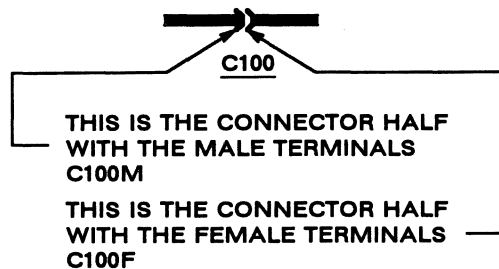 C100
THIS IS THE CONNECTOR HALF
WITH THE MALE TERMINALS
C100M
THIS IS THE CONNECTOR HALF
WITH THE FEMALE TERMINALS
C100F